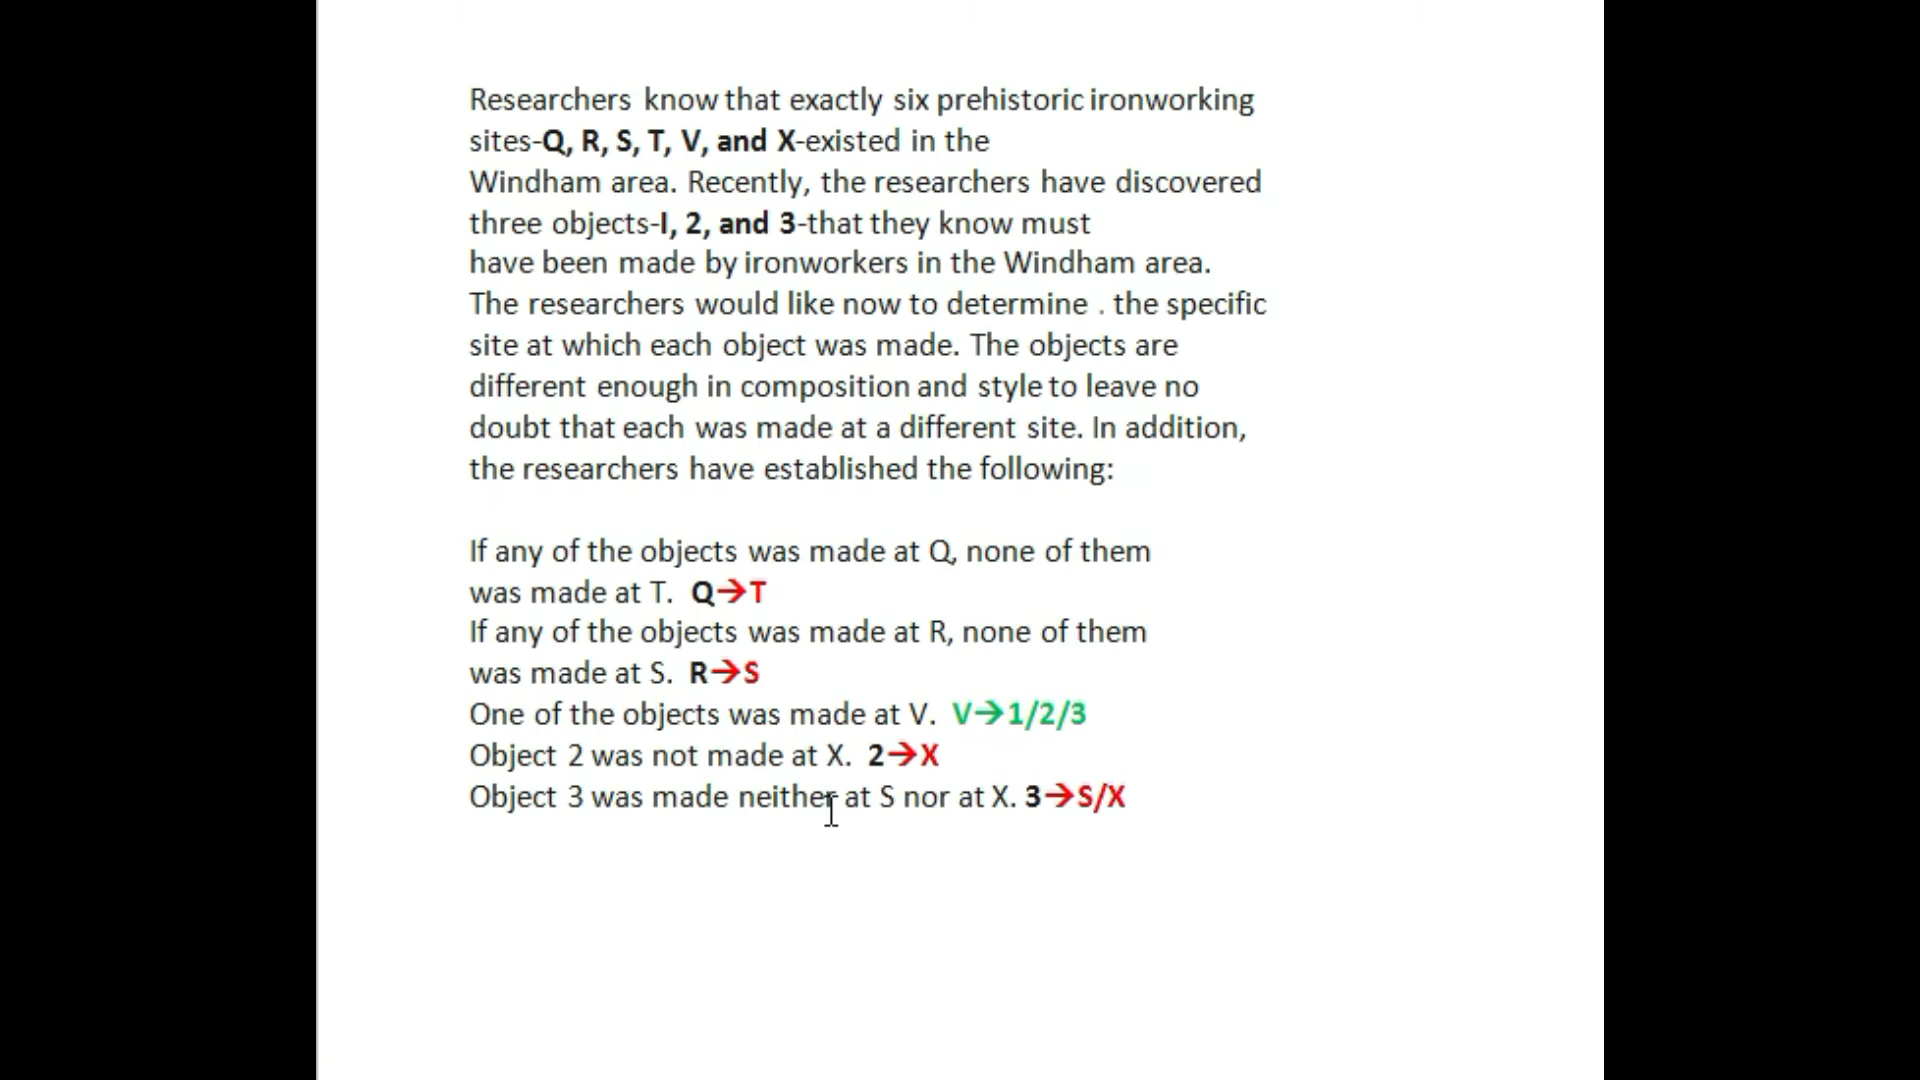 Researchers know that exactly six prehistoric ironworking
sites-Q, R, S, T, V, and X-existed in the
Windham area. Recently, the researchers have discovered
three objects-I, 2, and 3-that they know must
have been made by ironworkers in the Windham area.
The researchers would like now to determine . the specific
site at which each object was made. The objects are
different enough in composition and style to leave no
doubt that each was made at a different site. In addition,
the researchers have established the following:
If any of the objects was made at Q, none of them
was made at T. Q→T
If any of the objects was made at R, none of them
was made at S. R→S
One of the objects was made at V. V→1/2/3
Object 2 was not made at X. 2→X
Object 3 was made neither at S nor at X. 3→S/X